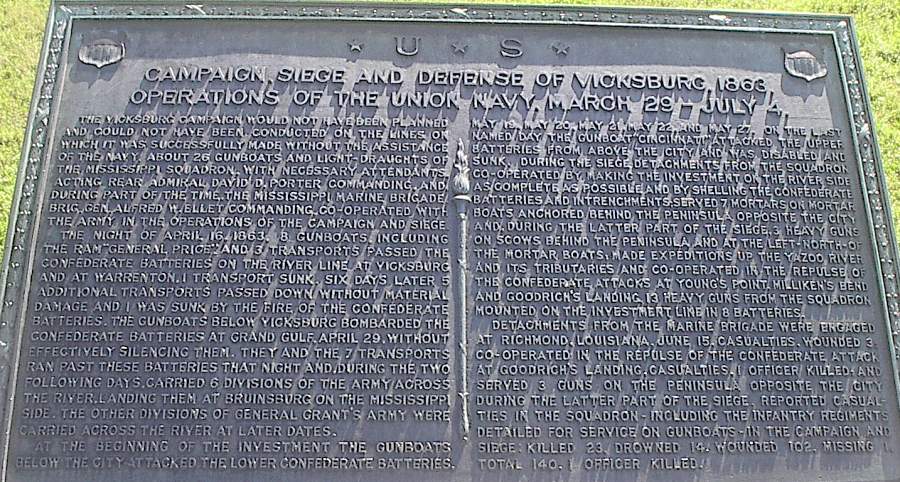 U ★ S
CAMPAIGN, SIEGE AND DEFENSE OF VICKSBURG, 1863
OPERATIONS OF THE UNION NAVY, MARCH 29 - JULY 4.
THE VICKSBURG CAMPAIGN WOULD NOT HAVE BEEN PLANNED
AND COULD NOT HAVE BEEN CONDUCTED ON THE LINES ON
WHICH IT WAS SUCCESSFULLY MADE WITHOUT THE ASSISTANCE
OF THE NAVY. ABOUT 26 GUNBOATS AND LIGHT-DRAUGHTS OF
THE MISSISSIPPI SQUADRON, WITH NECESSARY ATTENDANTS,
ACTING REAR ADMIRAL DAVID D. PORTER COMMANDING, AND,
DURING PART OF THE TIME, THE MISSISSIPPI MARINE BRIGADE,
BRIG. GEN. ALFRED W. ELLET COMMANDING, CO-OPERATED WITH
THE ARMY IN THE OPERATIONS OF THE CAMPAIGN AND SIEGE.
THE NIGHT OF APRIL 16, 1863, 8 GUNBOATS, INCLUDING
THE RAM "GENERAL PRICE," AND 3 TRANSPORTS PASSED THE
CONFEDERATE BATTERIES ON THE RIVER LINE AT VICKSBURG
AND AT WARRENTON, 1 TRANSPORT SUNK. SIX DAYS LATER 5
ADDITIONAL TRANSPORTS PASSED DOWN WITHOUT MATERIAL
DAMAGE AND 1 WAS SUNK BY THE FIRE OF THE CONFEDERATE
BATTERIES. THE GUNBOATS BELOW VICKSBURG BOMBARDED THE
CONFEDERATE BATTERIES AT GRAND GULF, APRIL 29, WITHOUT
EFFECTIVELY SILENCING THEM. THEY AND THE 7 TRANSPORTS
RAN PAST THESE BATTERIES THAT NIGHT AND, DURING THE TWO
FOLLOWING DAYS, CARRIED 6 DIVISIONS OF THE ARMY ACROSS
THE RIVER, LANDING THEM AT BRUINSBURG ON THE MISSISSIPPI
SIDE. THE OTHER DIVISIONS OF GENERAL GRANT'S ARMY WERE
CARRIED ACROSS THE RIVER AT LATER DATES.
AT THE BEGINNING OF THE INVESTMENT THE GUNBOATS
BELOW THE CITY ATTACKED THE LOWER CONFEDERATE BATTERIES,
MAY 19, MAY 20, MAY 21, MAY 22, AND MAY 27. ON THE LAST
NAMED DAY, THE GUNBOAT CINCINNATI ATTACKED THE UPPER
BATTERIES FROM ABOVE THE CITY AND WAS DISABLED AND
SUNK. DURING THE SIEGE, DETACHMENTS FROM THE SQUADRON
CO-OPERATED BY MAKING THE INVESTMENT ON THE RIVER SIDE
AS COMPLETE AS POSSIBLE AND BY SHELLING THE CONFEDERATE
BATTERIES AND INTRENCHMENTS, SERVED 7 MORTARS ON MORTAR
BOATS ANCHORED BEHIND THE PENINSULA OPPOSITE THE CITY
AND, DURING THE LATTER PART OF THE SIEGE, 3 HEAVY GUNS
ON SCOWS BEHIND THE PENINSULA AND AT THE LEFT-NORTH-OF
THE MORTAR BOATS, MADE EXPEDITIONS UP THE YAZOO RIVER
AND ITS TRIBUTARIES AND CO-OPERATED IN THE REPULSE OF
THE CONFEDERATE ATTACKS AT YOUNG'S POINT, MILLIKEN'S BEND
AND GOODRICH'S LANDING. 13 HEAVY GUNS FROM THE SQUADRON
MOUNTED ON THE INVESTMENT LINE IN 8 BATTERIES.
DETACHMENTS FROM THE MARINE BRIGADE WERE ENGAGED
AT RICHMOND, LOUISIANA, JUNE 15, CASUALTIES, WOUNDED 3,
CO-OPERATED IN THE REPULSE OF THE CONFEDERATE ATTACK
AT GOODRICH'S LANDING, CASUALTIES, 1 OFFICER KILLED, AND
SERVED 3 GUNS ON THE PENINSULA OPPOSITE THE CITY
DURING THE LATTER PART OF THE SIEGE. REPORTED CASUAL-
TIES IN THE SQUADRON - INCLUDING THE INFANTRY REGIMENTS
DETAILED FOR SERVICE ON GUNBOATS - IN THE CAMPAIGN AND
SIEGE: KILLED 23, DROWNED 14, WOUNDED 102, MISSING 1,
TOTAL 140. 1 OFFICER KILLED.